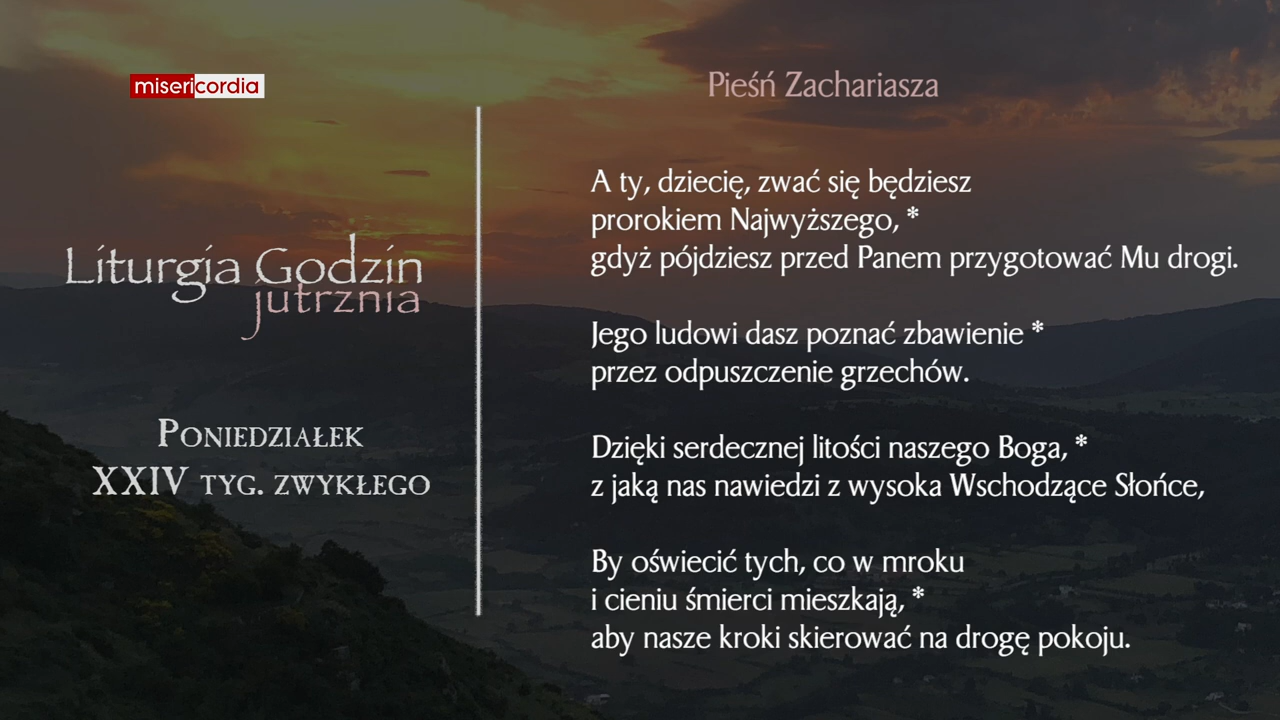 misericordia
Liturgia Godzin
jutrznia
Poniedziałek
XXIV tyg. zwykłego
Pieśń Zachariasza
A ty, dziecię, zwać się będziesz
prorokiem Najwyższego, *
gdyż pójdziesz przed Panem przygotować Mu drogi.
Jego ludowi dasz poznać zbawienie *
przez odpuszczenie grzechów.
Dzięki serdecznej litości naszego Boga, *
z jaką nas nawiedzi z wysoka Wschodzące Słońce,
By oświecić tych, co w mroku
i cieniu śmierci mieszkają, *
aby nasze kroki skierować na drogę pokoju.